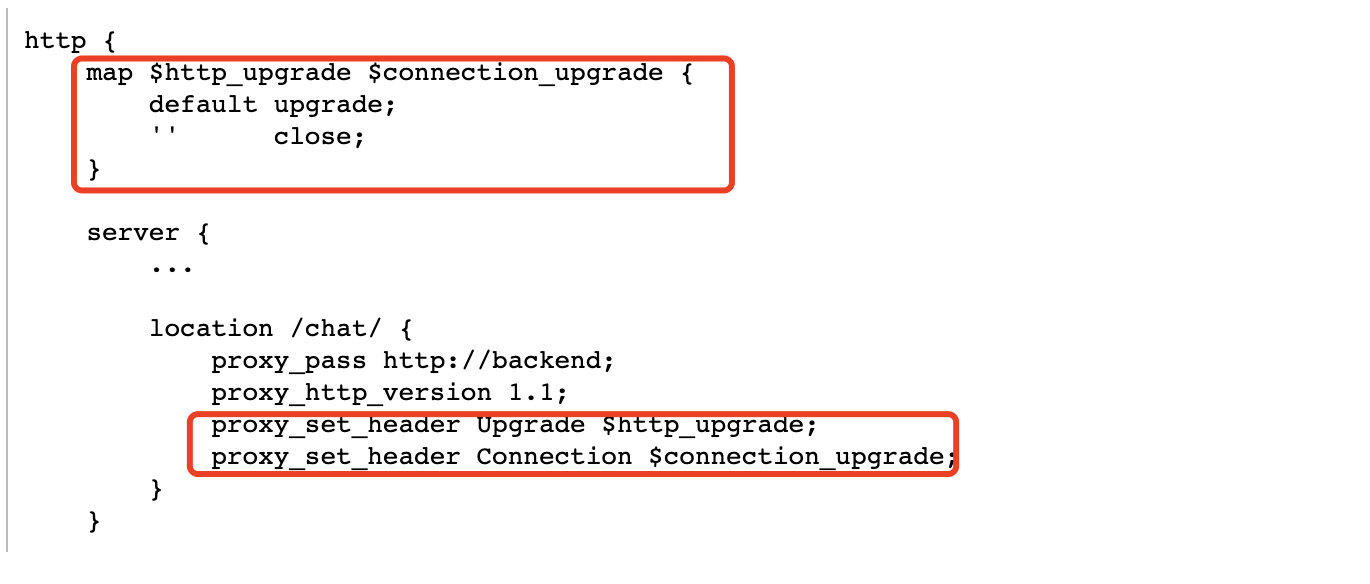 http {
    map $http_upgrade $connection_upgrade {
        default upgrade;
        ''      close;
    }
    server {
        ...
        location /chat/ {
            proxy_pass http://backend;
            proxy_http_version 1.1;
            proxy_set_header Upgrade $http_upgrade;
            proxy_set_header Connection $connection_upgrade;
        }
    }